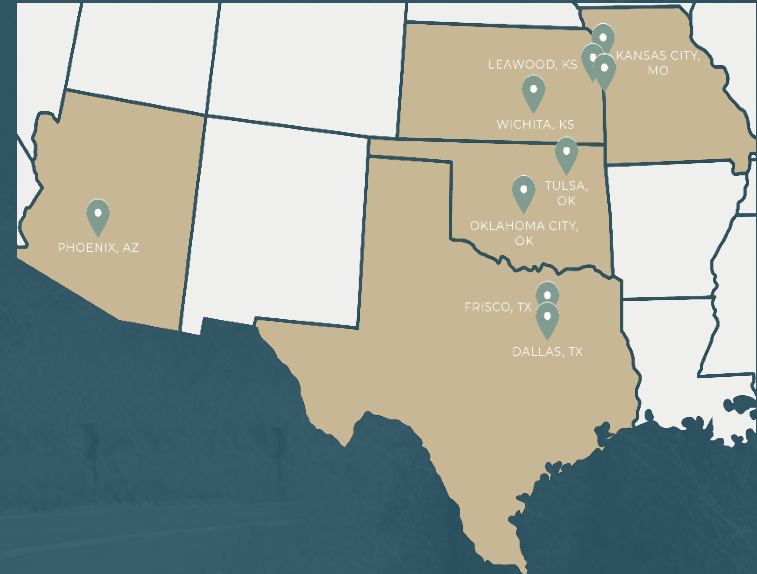 KANSAS CITY,
MO
LEAWOOD, KS
WICHITA, KS
TULSA,
OK
OKLAHOMA CITY,
OK
PHOENIX, AZ
FRISCO, TX
DALLAS, TX